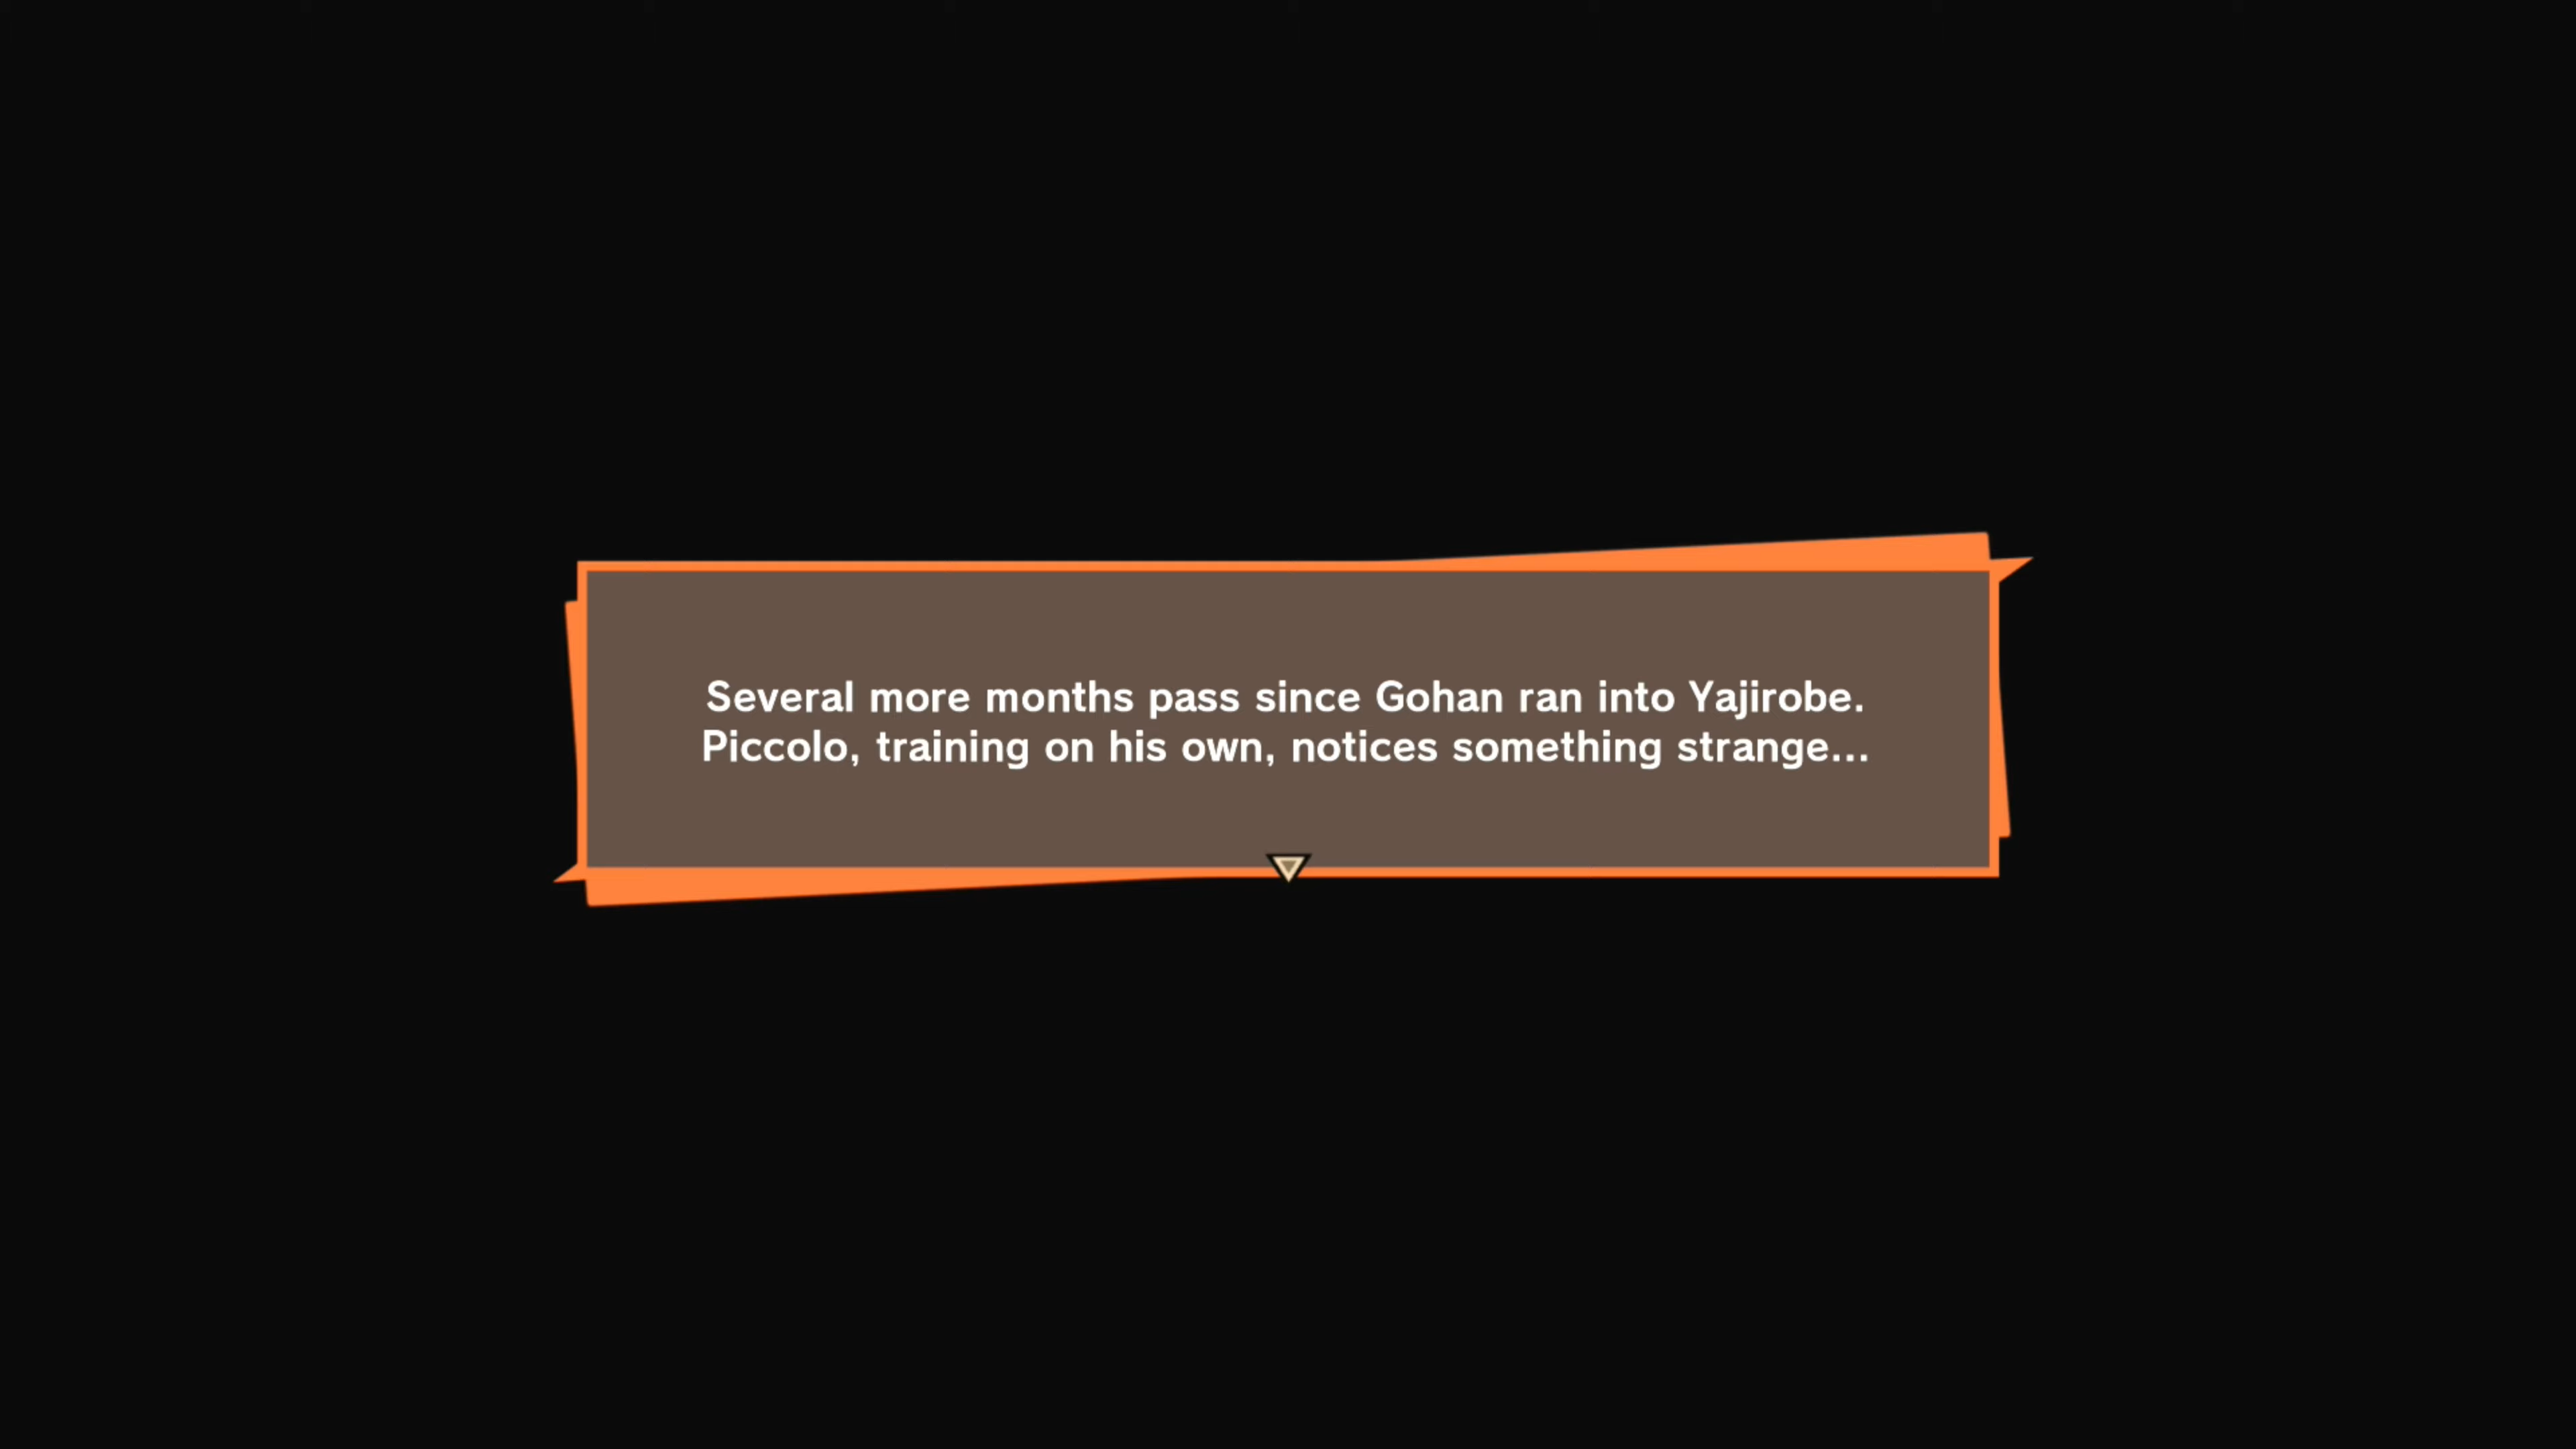 Several more months pass since Gohan ran into Yajirobe.
Piccolo, training on his own, notices something strange...